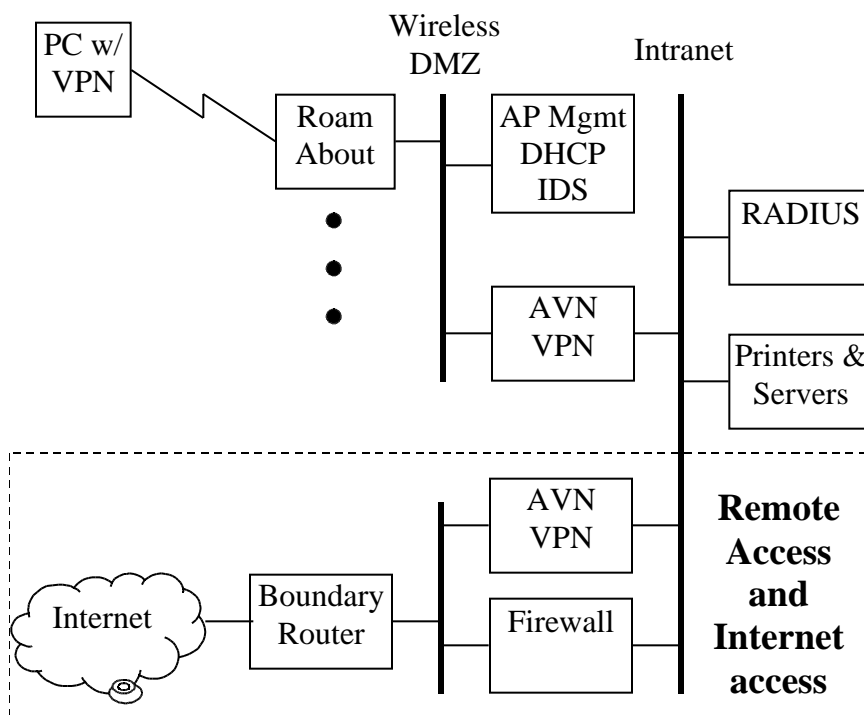 PC w/
VPN
Wireless
DMZ
Intranet
Roam
About
AP Mgmt
DHCP
IDS
RADIUS
AVN
VPN
Printers &
Servers
AVN
VPN
Remote
Access
and
Internet
access
Internet
Boundary
Router
Firewall